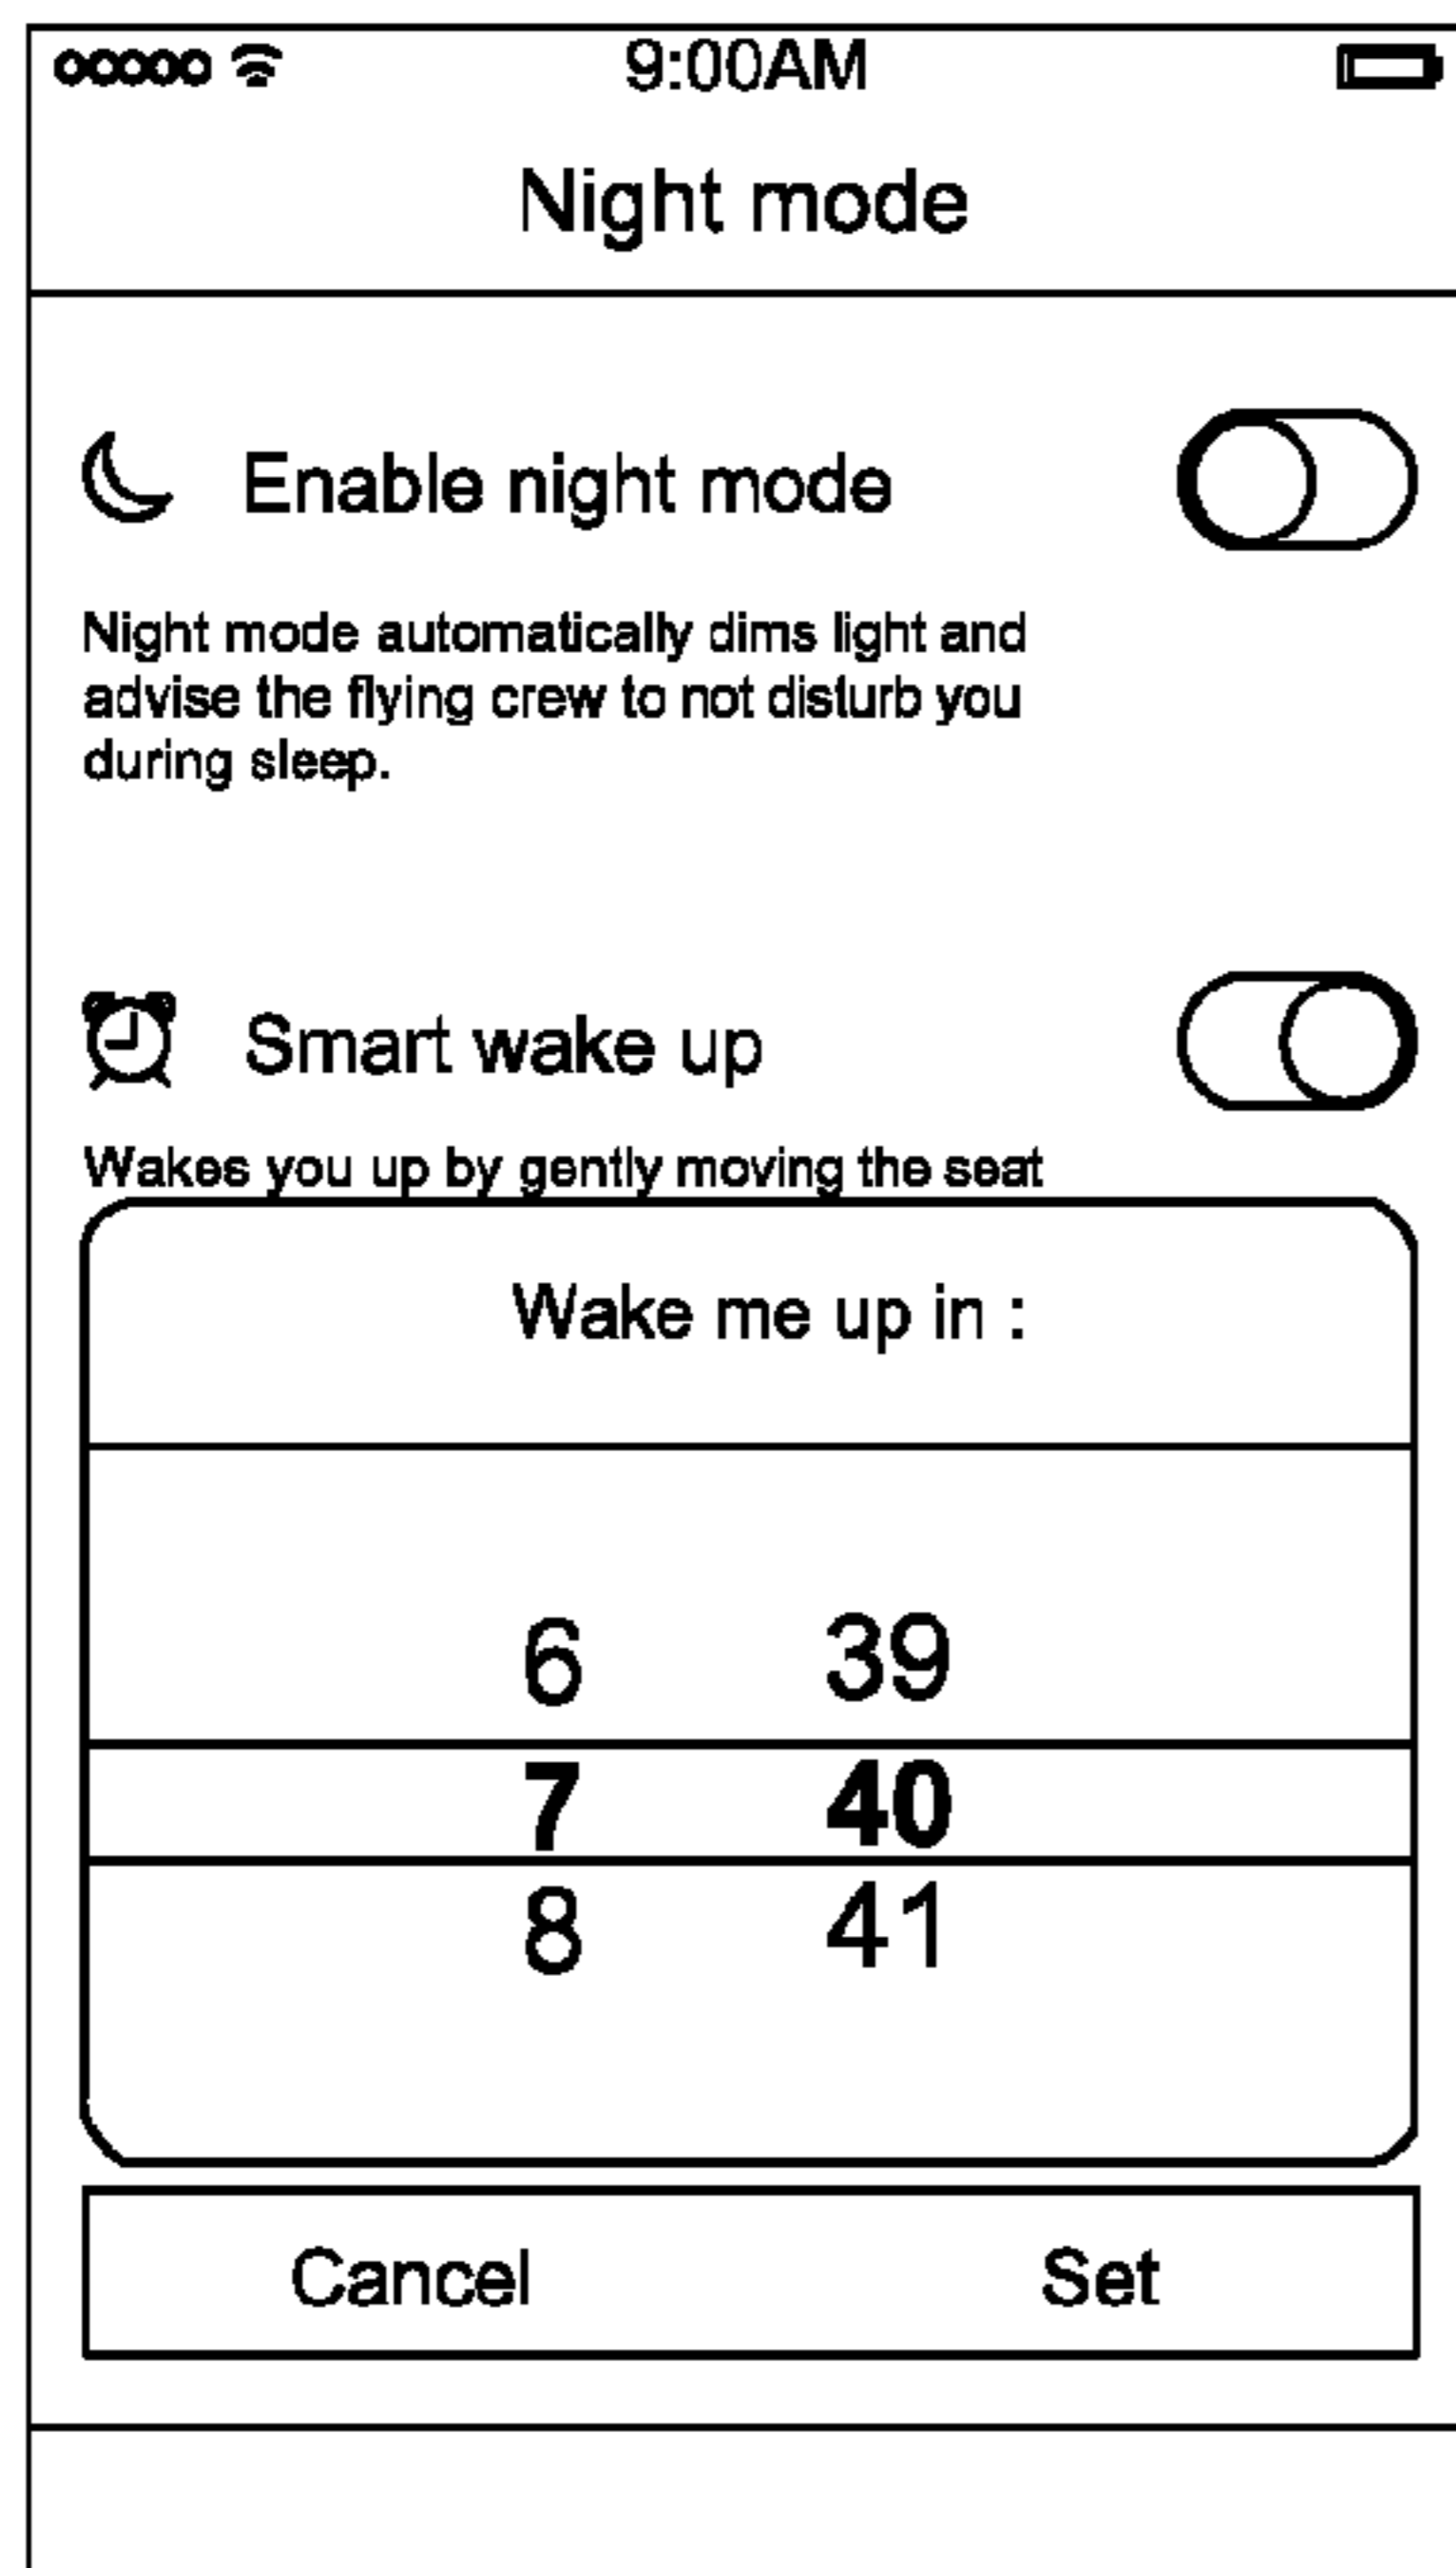 9:00AM
Night mode
Enable night mode
Night mode automatically dims light and
advise the flying crew to not disturb you
during sleep.
Smart wake up
Wakes you up by gently moving the seat
Wake me up in :
6 39
7 40
8 41
Cancel Set